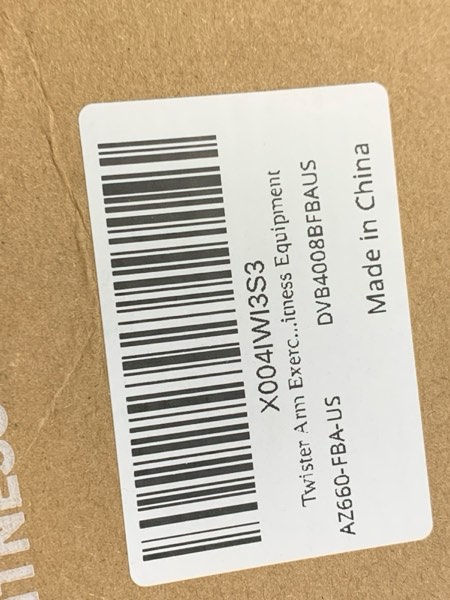 X004IWI3S3
Twister Arm Exerc...itness Equipment
AZ660-FBA-US DVB4008BFBAUS
Made in China